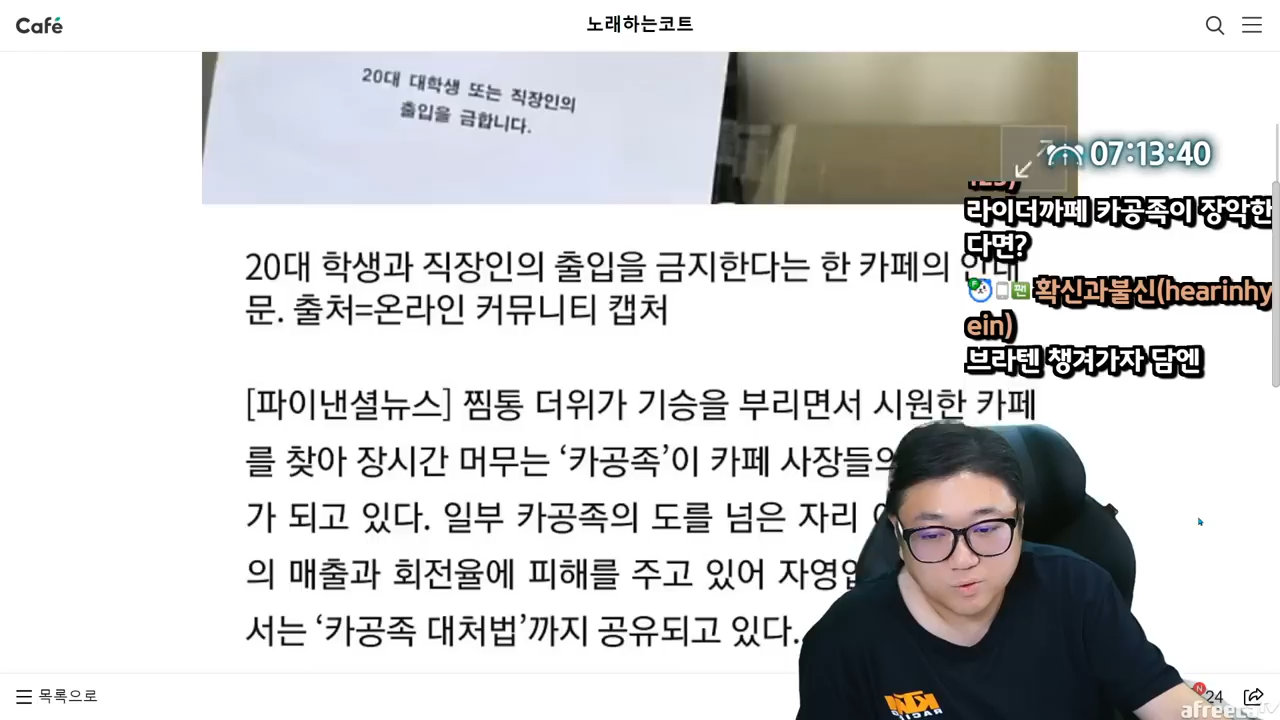 Café
노래하는코트
20대 대학생 또는 직장인의
출입을 금합니다.
07:13:40
라이더까페 카공족이 장악한
다면?
확신과불신(hearinhy
ein)
브라텐 챙겨가자 담엔
20대 학생과 직장인의 출입을 금지한다는 한 카페의
문. 출처=온라인 커뮤니티 캡처
[파이낸셜뉴스] 찜통 더위가 기승을 부리면서 시원한 카페
를 찾아 장시간 머무는 ‘카공족’이 카페 사장들의
가 되고 있다. 일부 카공족의 도를 넘은 자리
의 매출과 회전율에 피해를 주고 있어
서는 ‘카공족 대처법’까지 공유되고 있다.
KTM
RACING
목록으로
N
24
afreecaTV